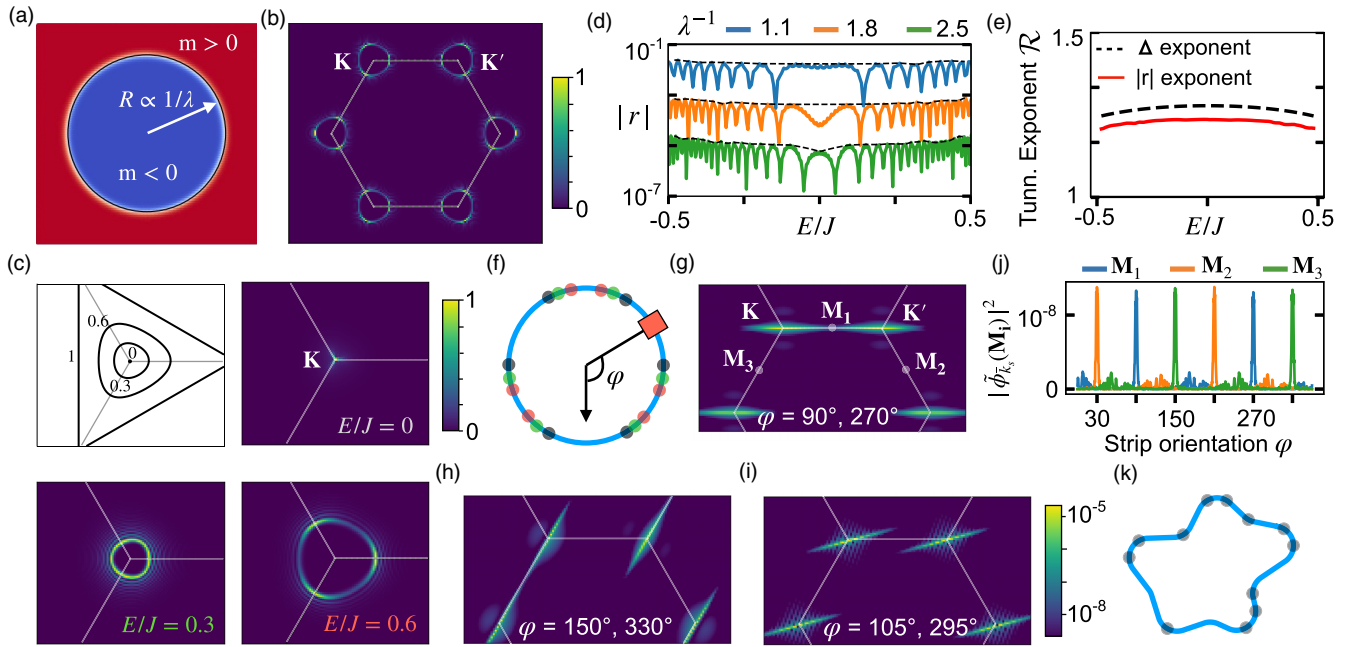 (a)
m > 0
R ∝ 1/λ
m < 0
(b)
K
K′
1
0
(d)
λ⁻¹ 1.1 1.8 2.5
10⁻¹
|r|
10⁻⁷
-0.5 E/J 0.5
(e)
1.5
Tunn. Exponent ℛ
Δ exponent
|r| exponent
1
-0.5 E/J 0.5
(c)
0.6
1
0
0.3
K
E/J = 0
1
0
E/J = 0.3
E/J = 0.6
(f)
φ
(g)
K
M₁
K′
M₃
M₂
φ = 90°, 270°
(j)
M₁ M₂ M₃
|φ̃_k̄ₛ(Mᵢ)|²
10⁻⁸
0
30 150 270
Strip orientation φ
(h)
φ = 150°, 330°
(i)
φ = 105°, 295°
10⁻⁵
10⁻⁸
(k)